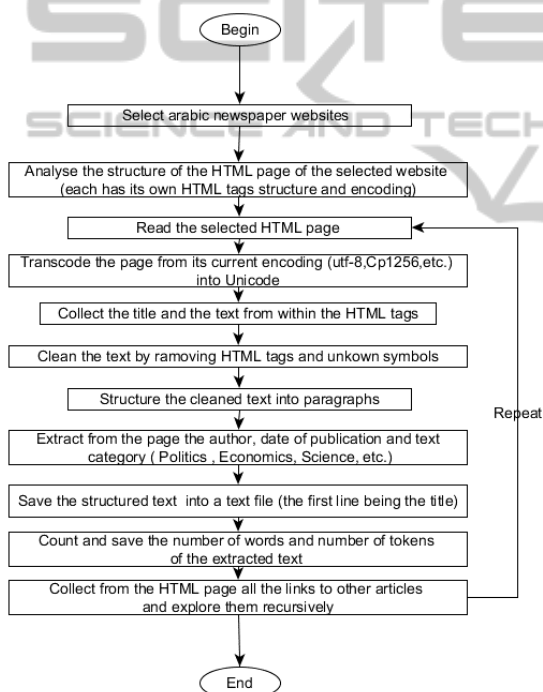 SCITE
SCIENCE AND TECH
Begin
Select arabic newspaper websites
Analyse the structure of the HTML page of the selected website
(each has its own HTML tags structure and encoding)
Read the selected HTML page
Transcode the page from its current encoding (utf-8,Cp1256,etc.)
into Unicode
Collect the title and the text from within the HTML tags
Clean the text by ramoving HTML tags and unkown symbols
Structure the cleaned text into paragraphs
Repeat
Extract from the page the author, date of publication and text
category ( Politics , Economics, Science, etc.)
Save the structured text into a text file (the first line being the title)
Count and save the number of words and number of tokens
of the extracted text
Collect from the HTML page all the links to other articles
and explore them recursively
End